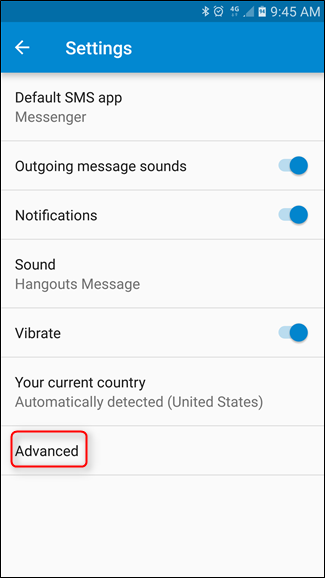 4G 9:45 AM
Settings
Default SMS app
Messenger
Outgoing message sounds
Notifications
Sound
Hangouts Message
Vibrate
Your current country
Automatically detected (United States)
Advanced